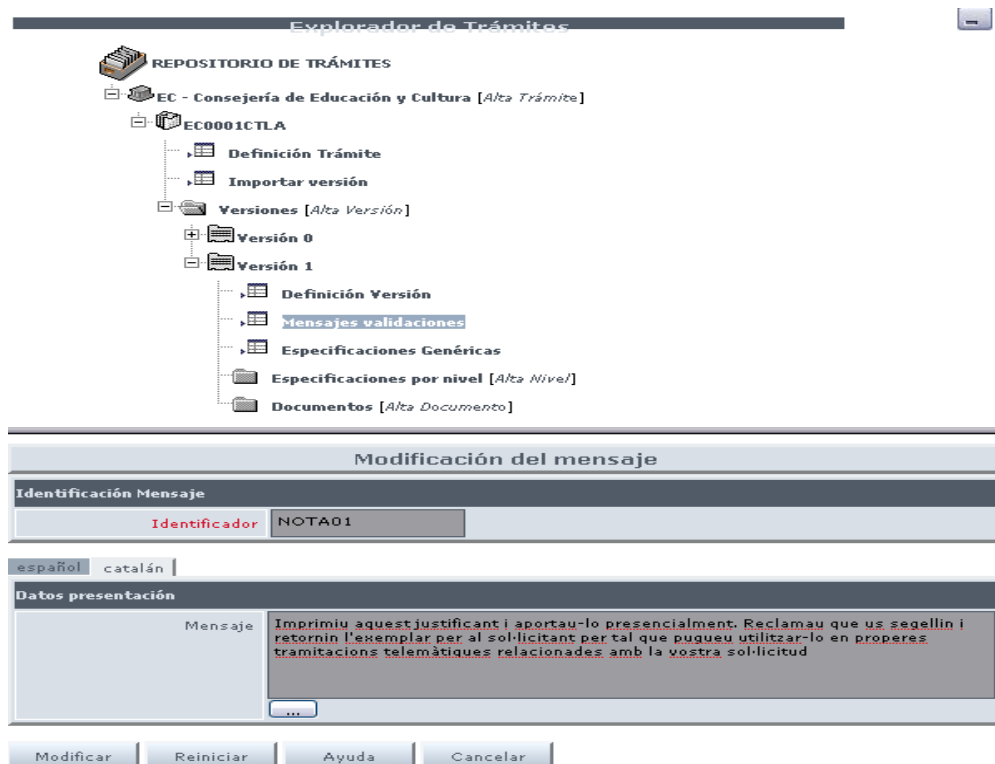 Explorador de Trámites
REPOSITORIO DE TRÁMITES
EC - Consejería de Educación y Cultura [Alta Trámite]
EC0001CTLA
Definición Trámite
Importar versión
Versiones [Alta Versión]
Versión 0
Versión 1
Definición Versión
Mensajes validaciones
Especificaciones Genéricas
Especificaciones por nivel [Alta Nivel]
Documentos [Alta Documento]
Modificación del mensaje
Identificación Mensaje
Identificador NOTA01
español catalán
Datos presentación
Mensaje Imprimiu aquest justificant i aportau-lo presencialment. Reclamau que us segellin i
retornin l'exemplar per al sol·licitant per tal que pugueu utilitzar-lo en properes
tramitacions telemàtiques relacionades amb la vostra sol·licitud
...
Modificar Reiniciar Ayuda Cancelar